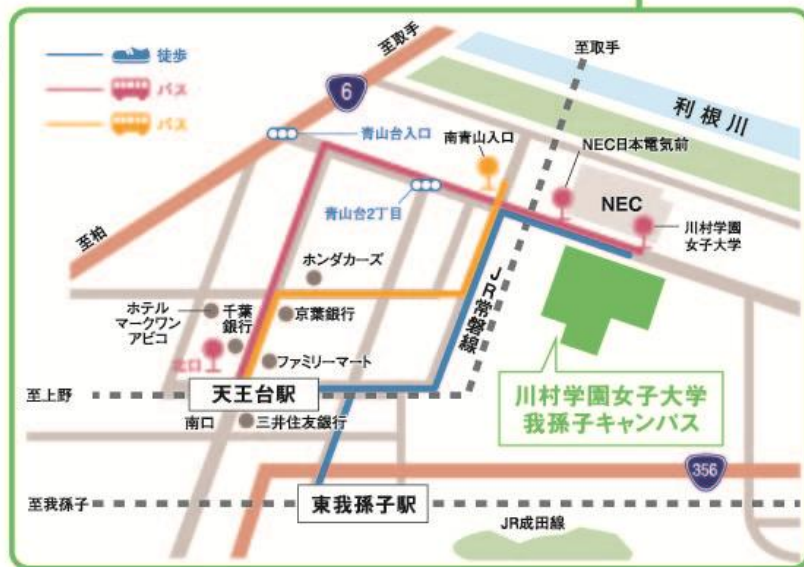 徒歩
バス
バス
至取手
6
至取手
利根川
青山台入口
南青山入口
NEC日本電気前
NEC
青山台2丁目
川村学園
女子大学
至柏
ホンダカーズ
JR常磐線
ホテル
マークワン
アビコ
千葉
銀行
京葉銀行
北口
ファミリーマート
至上野
天王台駅
川村学園女子大学
我孫子キャンパス
南口
三井住友銀行
356
至我孫子
東我孫子駅
JR成田線